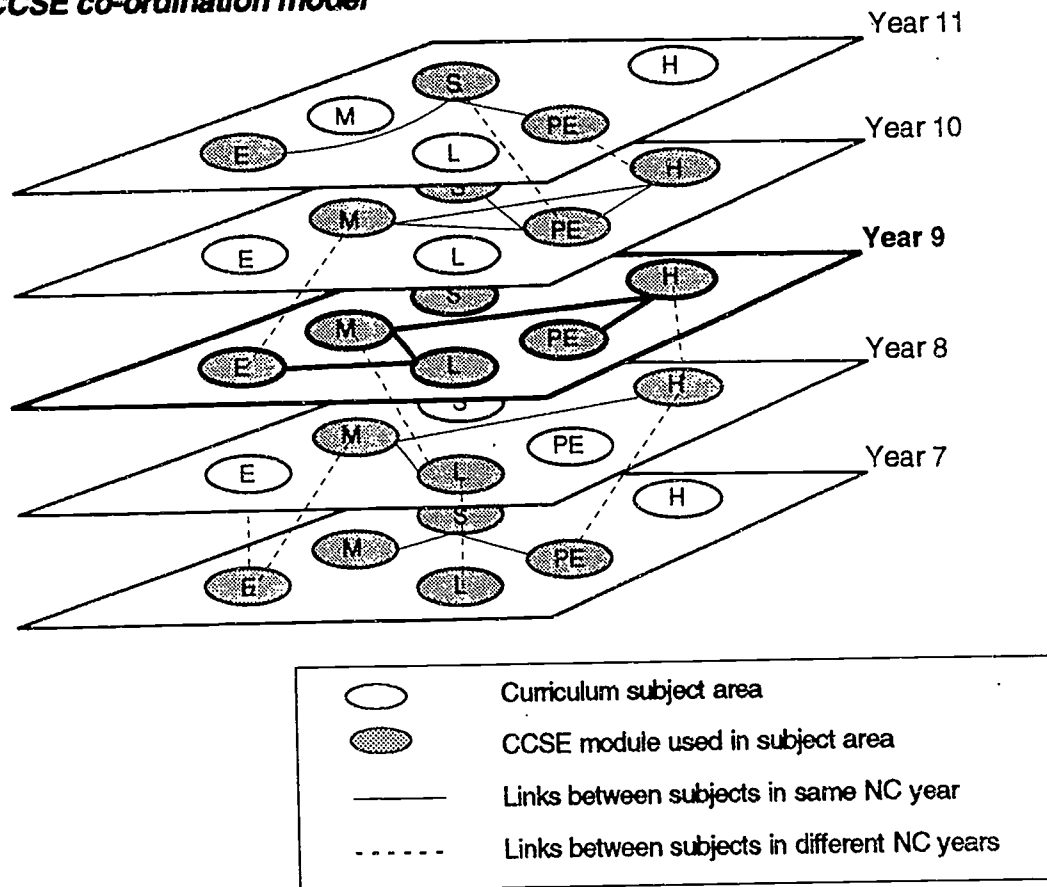 CCSE co-ordination model
Year 11
H
S
M
PE
E
L
Year 10
H
S
M
PE
E
L
Year 9
H
S
M
PE
E
L
Year 8
H
S
M
PE
E
L
Year 7
H
S
M
PE
E
L
Curriculum subject area
CCSE module used in subject area
Links between subjects in same NC year
Links between subjects in different NC years